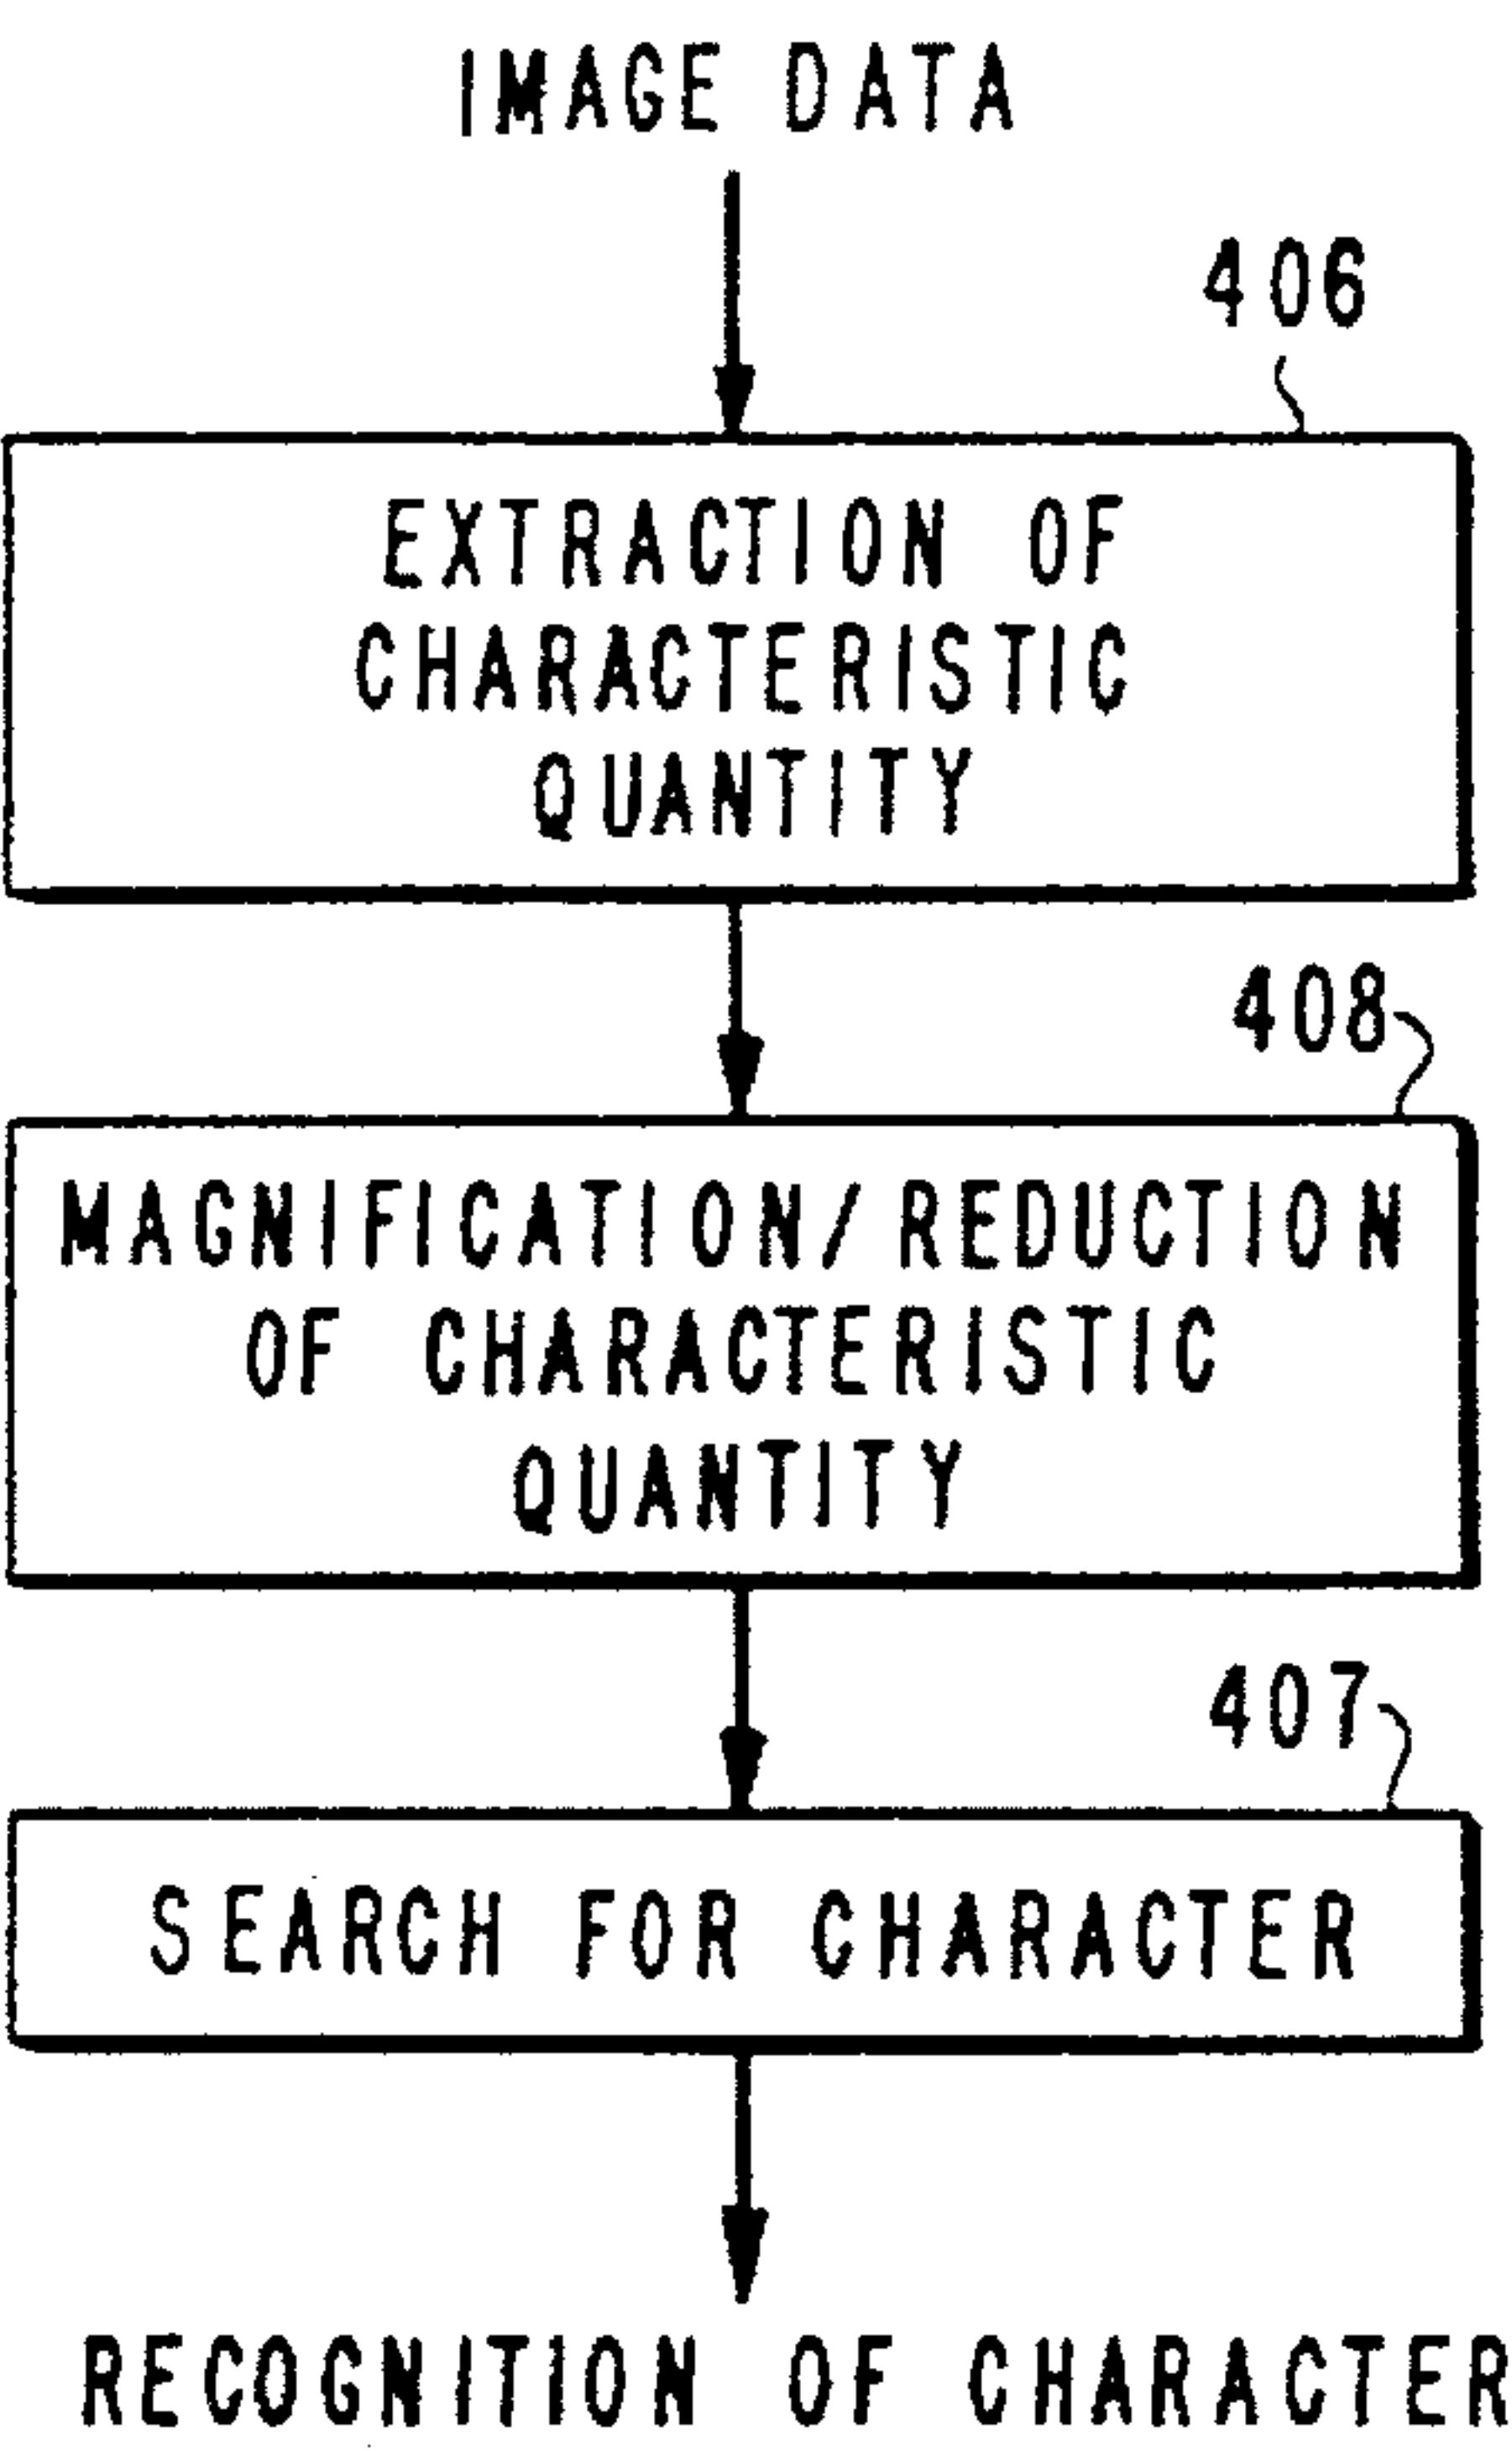 IMAGE DATA
406
EXTRACTION OF
CHARACTERISTIC
QUANTITY
408
MAGNIFICATION/REDUCTION
OF CHARACTERISTIC
QUANTITY
407
SEARCH FOR CHARACTER
RECOGNITION OF CHARACTER